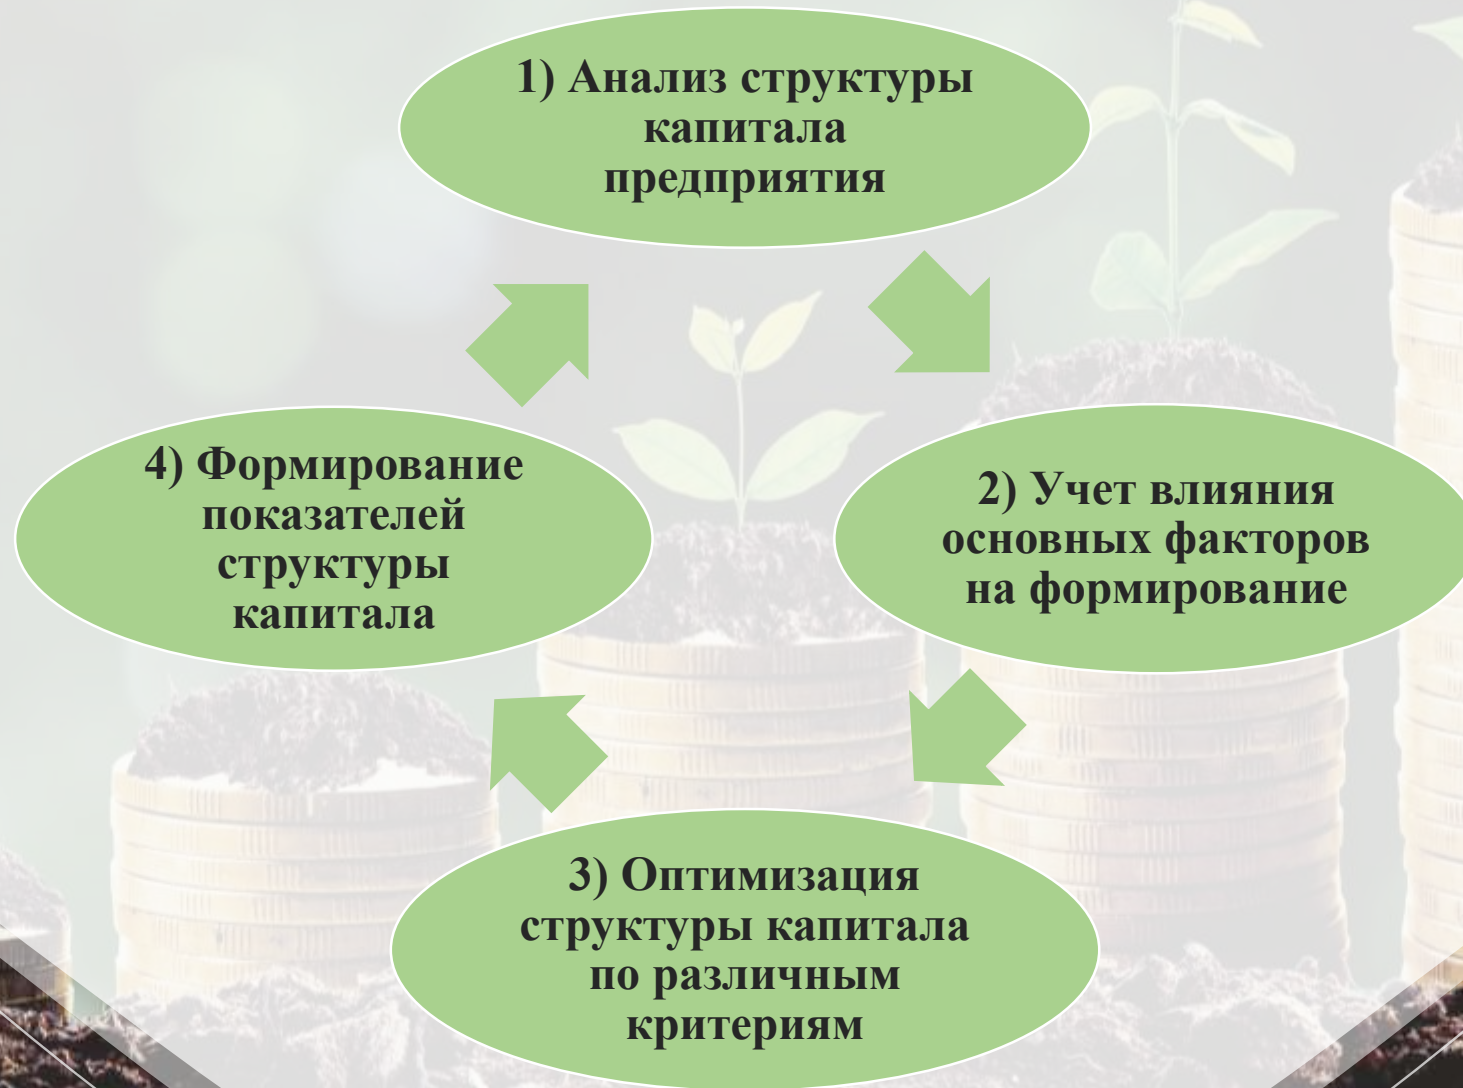 1) Анализ структуры
капитала
предприятия
2) Учет влияния
основных факторов
на формирование
3) Оптимизация
структуры капитала
по различным
критериям
4) Формирование
показателей
структуры
капитала